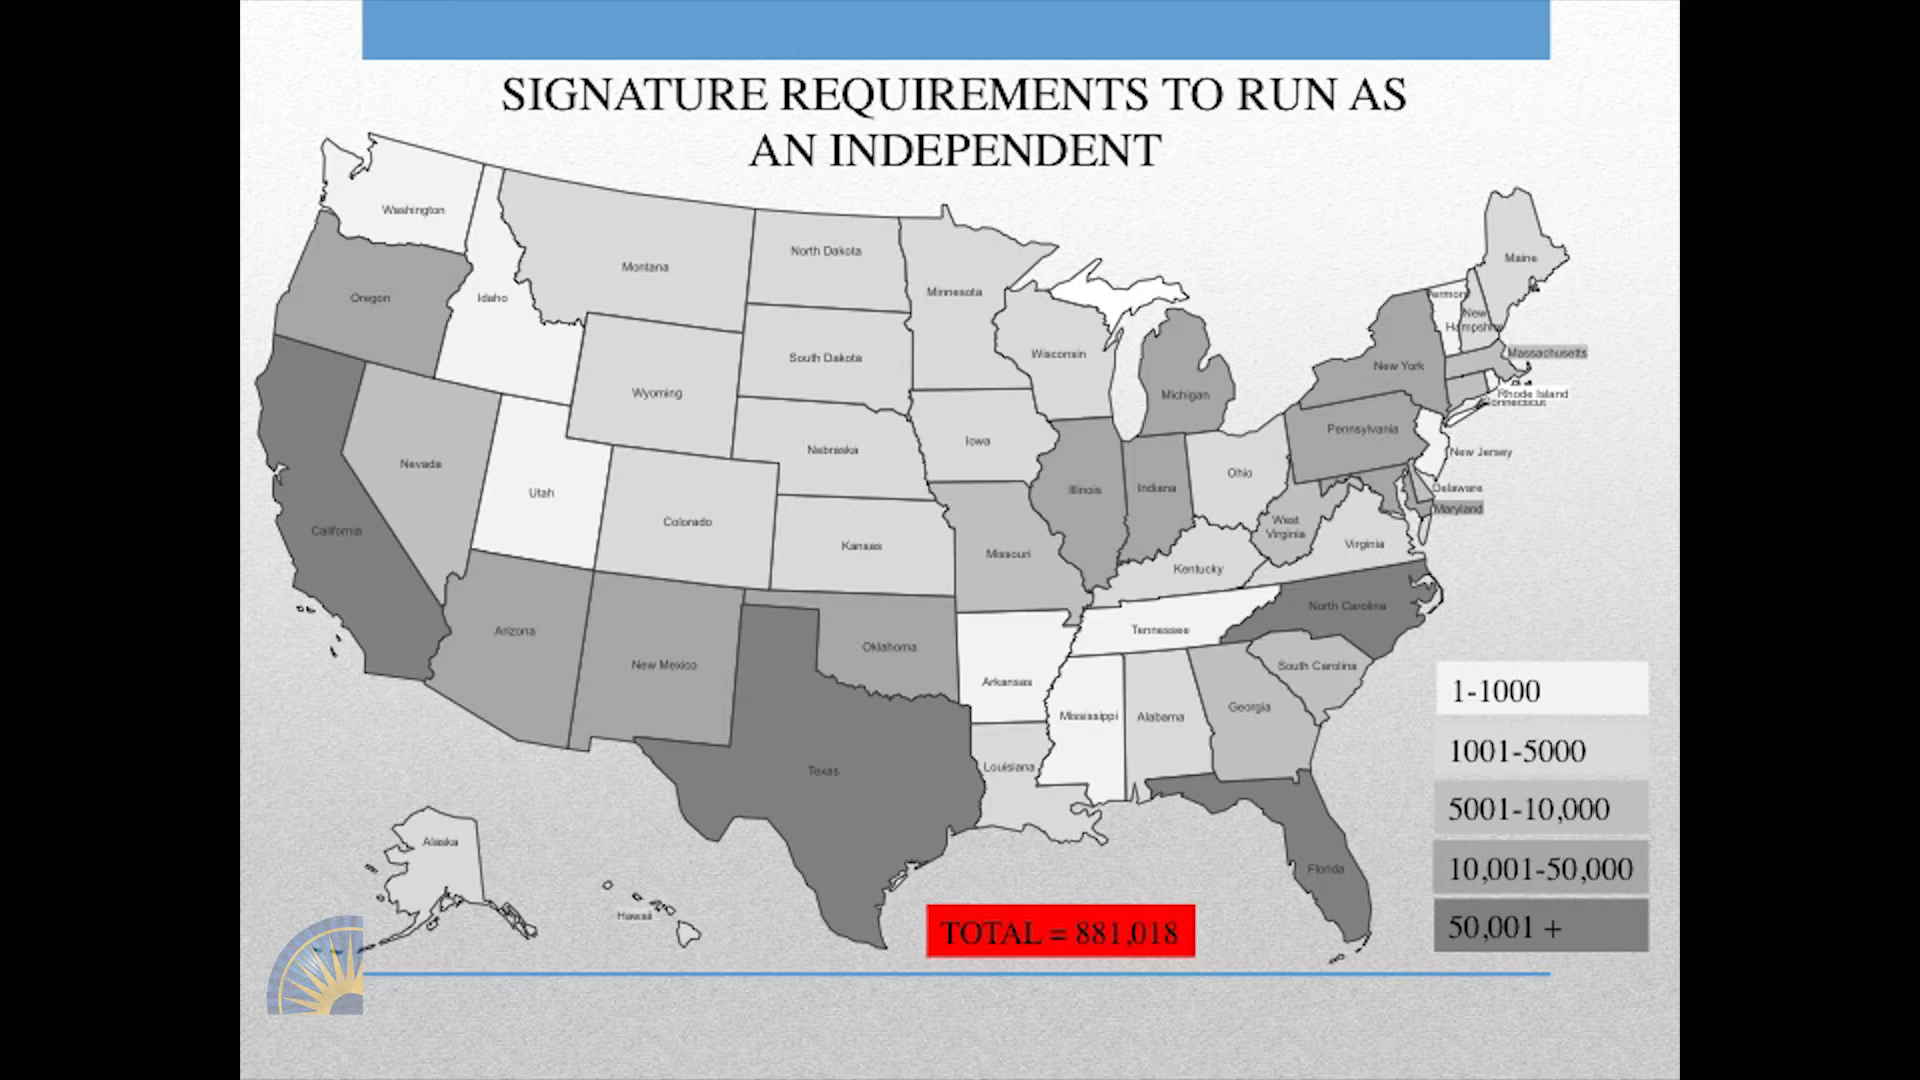 SIGNATURE REQUIREMENTS TO RUN AS
AN INDEPENDENT
Washington
Oregon
Idaho
Montana
North Dakota
Minnesota
Maine
ermon
New
Hampshire
South Dakota
Wisconsin
Massachusetts
Wyoming
Michigan
New York
Rhode Island
Connecticut
Nebraska
Iowa
Pennsylvania
New Jersey
Nevada
Utah
Illinois
Indiana
Ohio
Delaware
Maryland
California
Colorado
Kansas
Missouri
West
Virginia
Virginia
Kentucky
North Carolina
Arizona
New Mexico
Oklahoma
Arkansas
Tennessee
South Carolina
Mississippi
Alabama
Georgia
Texas
Louisiana
Alaska
Hawaii
Florida
1-1000
1001-5000
5001-10,000
10,001-50,000
50,001 +
TOTAL = 881,018